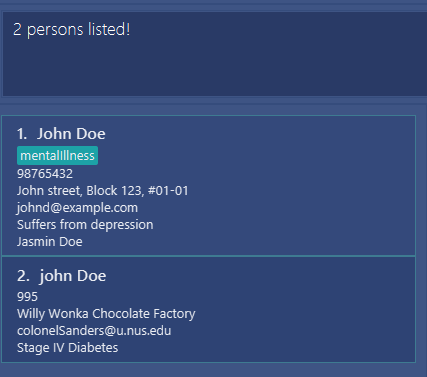 2 persons listed!
1. John Doe
mentalIllness
98765432
John street, Block 123, #01-01
johnd@example.com
Suffers from depression
Jasmin Doe
2. john Doe
995
Willy Wonka Chocolate Factory
colonelSanders@u.nus.edu
Stage IV Diabetes